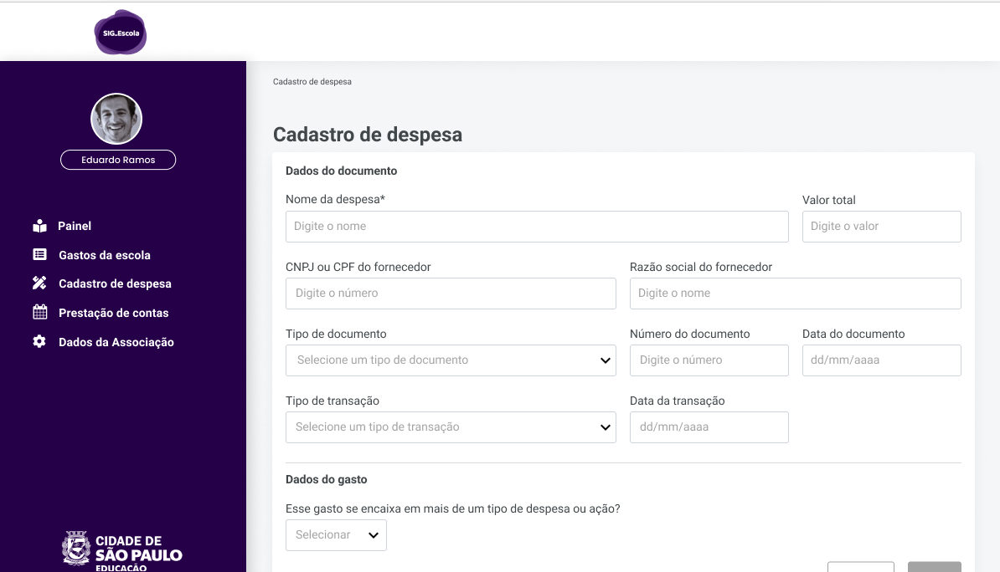 SIG_Escola
Eduardo Ramos
Painel
Gastos da escola
Cadastro de despesa
Prestação de contas
Dados da Associação
CIDADE DE
SÃO PAULO
EDUCAÇÃO
Cadastro de despesa
Cadastro de despesa
Dados do documento
Nome da despesa* Valor total
Digite o nome Digite o valor
CNPJ ou CPF do fornecedor Razão social do fornecedor
Digite o número Digite o nome
Tipo de documento Número do documento Data do documento
Selecione um tipo de documento Digite o número dd/mm/aaaa
Tipo de transação Data da transação
Selecione um tipo de transação dd/mm/aaaa
Dados do gasto
Esse gasto se encaixa em mais de um tipo de despesa ou ação?
Selecionar